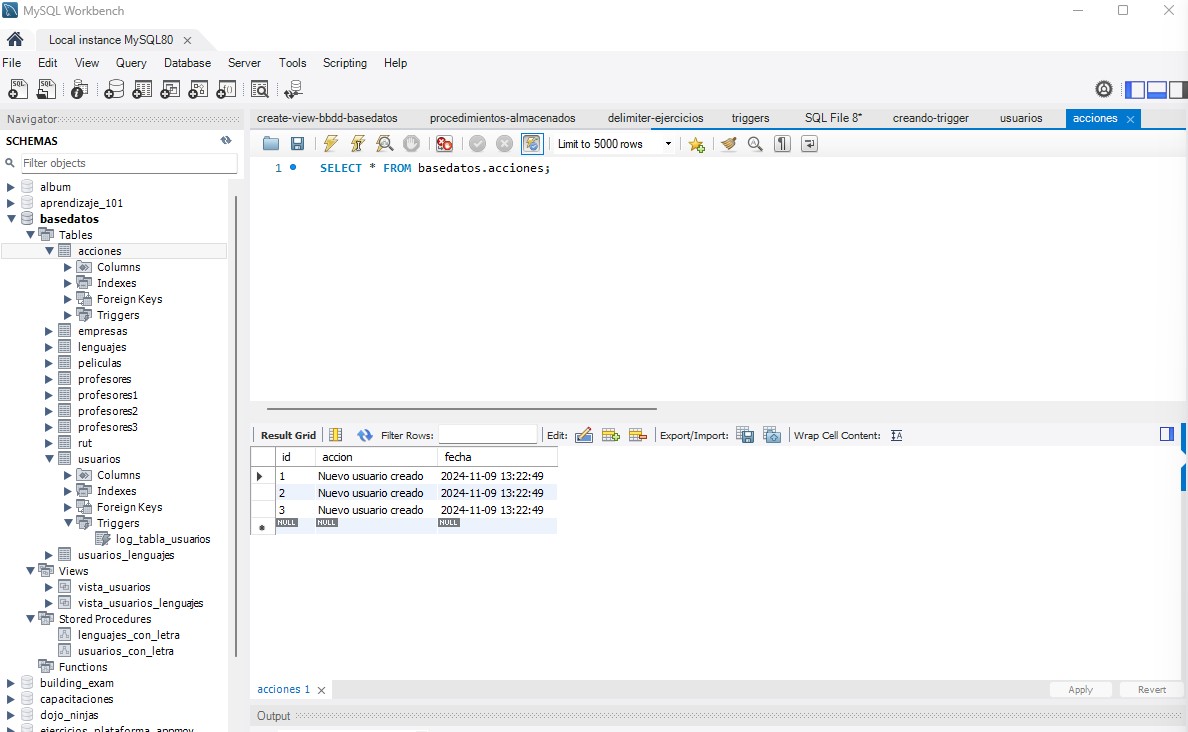 MySQL Workbench
Local instance MySQL80
File Edit View Query Database Server Tools Scripting Help
Navigator
SCHEMAS
Filter objects
album
aprendizaje_101
basedatos
Tables
acciones
Columns
Indexes
Foreign Keys
Triggers
empresas
lenguajes
peliculas
profesores
profesores1
profesores2
profesores3
rut
usuarios
Columns
Indexes
Foreign Keys
Triggers
log_tabla_usuarios
usuarios_lenguajes
Views
vista_usuarios
vista_usuarios_lenguajes
Stored Procedures
lenguajes_con_letra
usuarios_con_letra
Functions
building_exam
capacitaciones
dojo_ninjas
create-view-bbdd-basedatos procedimientos-almacenados delimiter-ejercicios triggers SQL File 8* creando-trigger usuarios acciones
Limit to 5000 rows
1 SELECT * FROM basedatos.acciones;
Result Grid Filter Rows: Edit: Export/Import: Wrap Cell Content:
id accion fecha
1 Nuevo usuario creado 2024-11-09 13:22:49
2 Nuevo usuario creado 2024-11-09 13:22:49
3 Nuevo usuario creado 2024-11-09 13:22:49
NULL NULL NULL
acciones 1
Apply Revert
Output